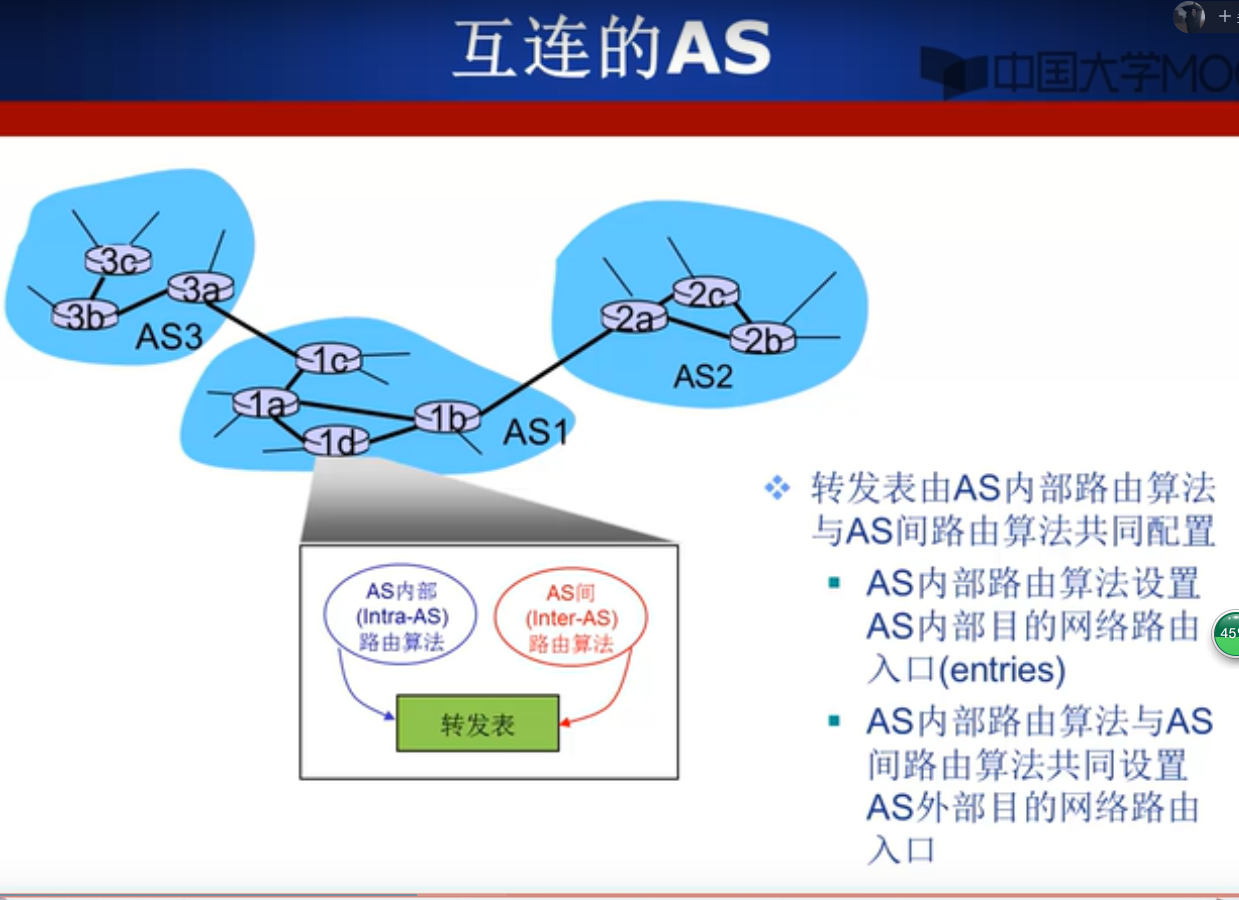 互连的AS
中国大学MO
3c
3a
3b
AS3
2c
2a
2b
AS2
1c
1a
1b
AS1
1d
AS内部
(Intra-AS)
路由算法
AS间
(Inter-AS)
路由算法
转发表
转发表由AS内部路由算法
与AS间路由算法共同配置
AS内部路由算法设置
AS内部目的网络路由
入口(entries)
AS内部路由算法与AS
间路由算法共同设置
AS外部目的网络路由
入口
45